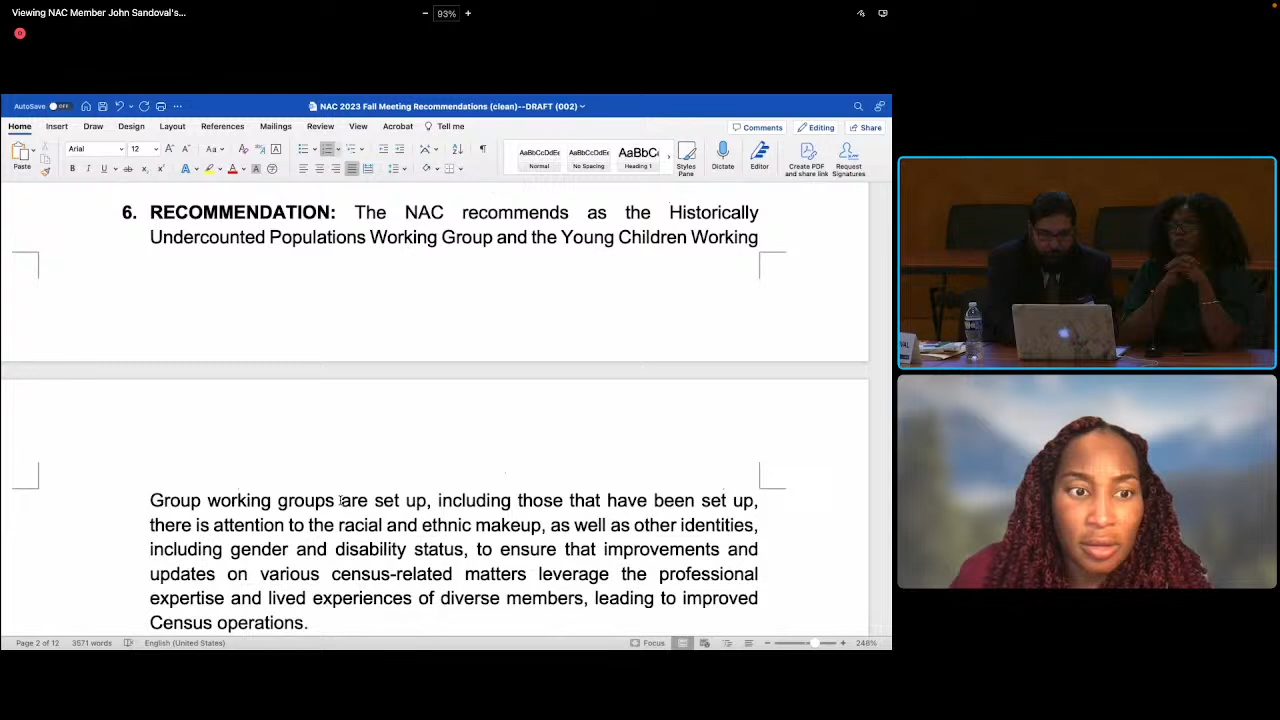 Viewing NAC Member John Sandoval's...
93%
AutoSave OFF
NAC 2023 Fall Meeting Recommendations (clean)--DRAFT (002)
Home Insert Draw Design Layout References Mailings Review View Acrobat Tell me
Comments Editing Share
Paste
Arial 12
AaBbCcDdEe AaBbCcDdEe AaBbC
Normal No Spacing Heading 1
Styles Pane
Dictate
Editor
Create PDF and share link
Request Signatures
6. RECOMMENDATION: The NAC recommends as the Historically
Undercounted Populations Working Group and the Young Children Working
Group working groups are set up, including those that have been set up,
there is attention to the racial and ethnic makeup, as well as other identities,
including gender and disability status, to ensure that improvements and
updates on various census-related matters leverage the professional
expertise and lived experiences of diverse members, leading to improved
Census operations.
Page 2 of 12 3571 words English (United States) Focus 248%